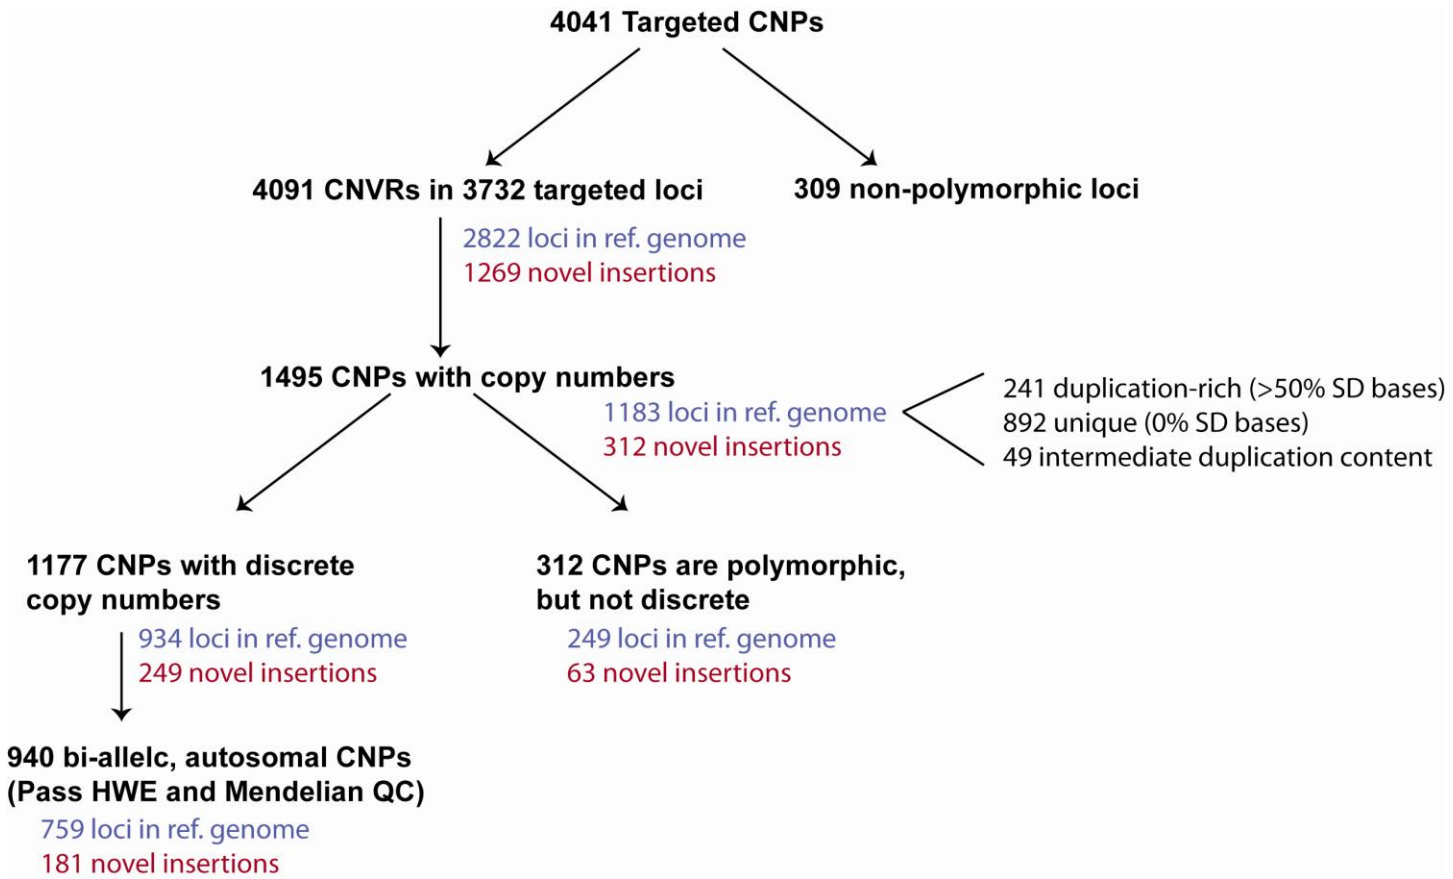 4041 Targeted CNPs
4091 CNVRs in 3732 targeted loci
309 non-polymorphic loci
2822 loci in ref. genome
1269 novel insertions
1495 CNPs with copy numbers
1183 loci in ref. genome
312 novel insertions
241 duplication-rich (>50% SD bases)
892 unique (0% SD bases)
49 intermediate duplication content
1177 CNPs with discrete
copy numbers
934 loci in ref. genome
249 novel insertions
312 CNPs are polymorphic,
but not discrete
249 loci in ref. genome
63 novel insertions
940 bi-allelc, autosomal CNPs
(Pass HWE and Mendelian QC)
759 loci in ref. genome
181 novel insertions